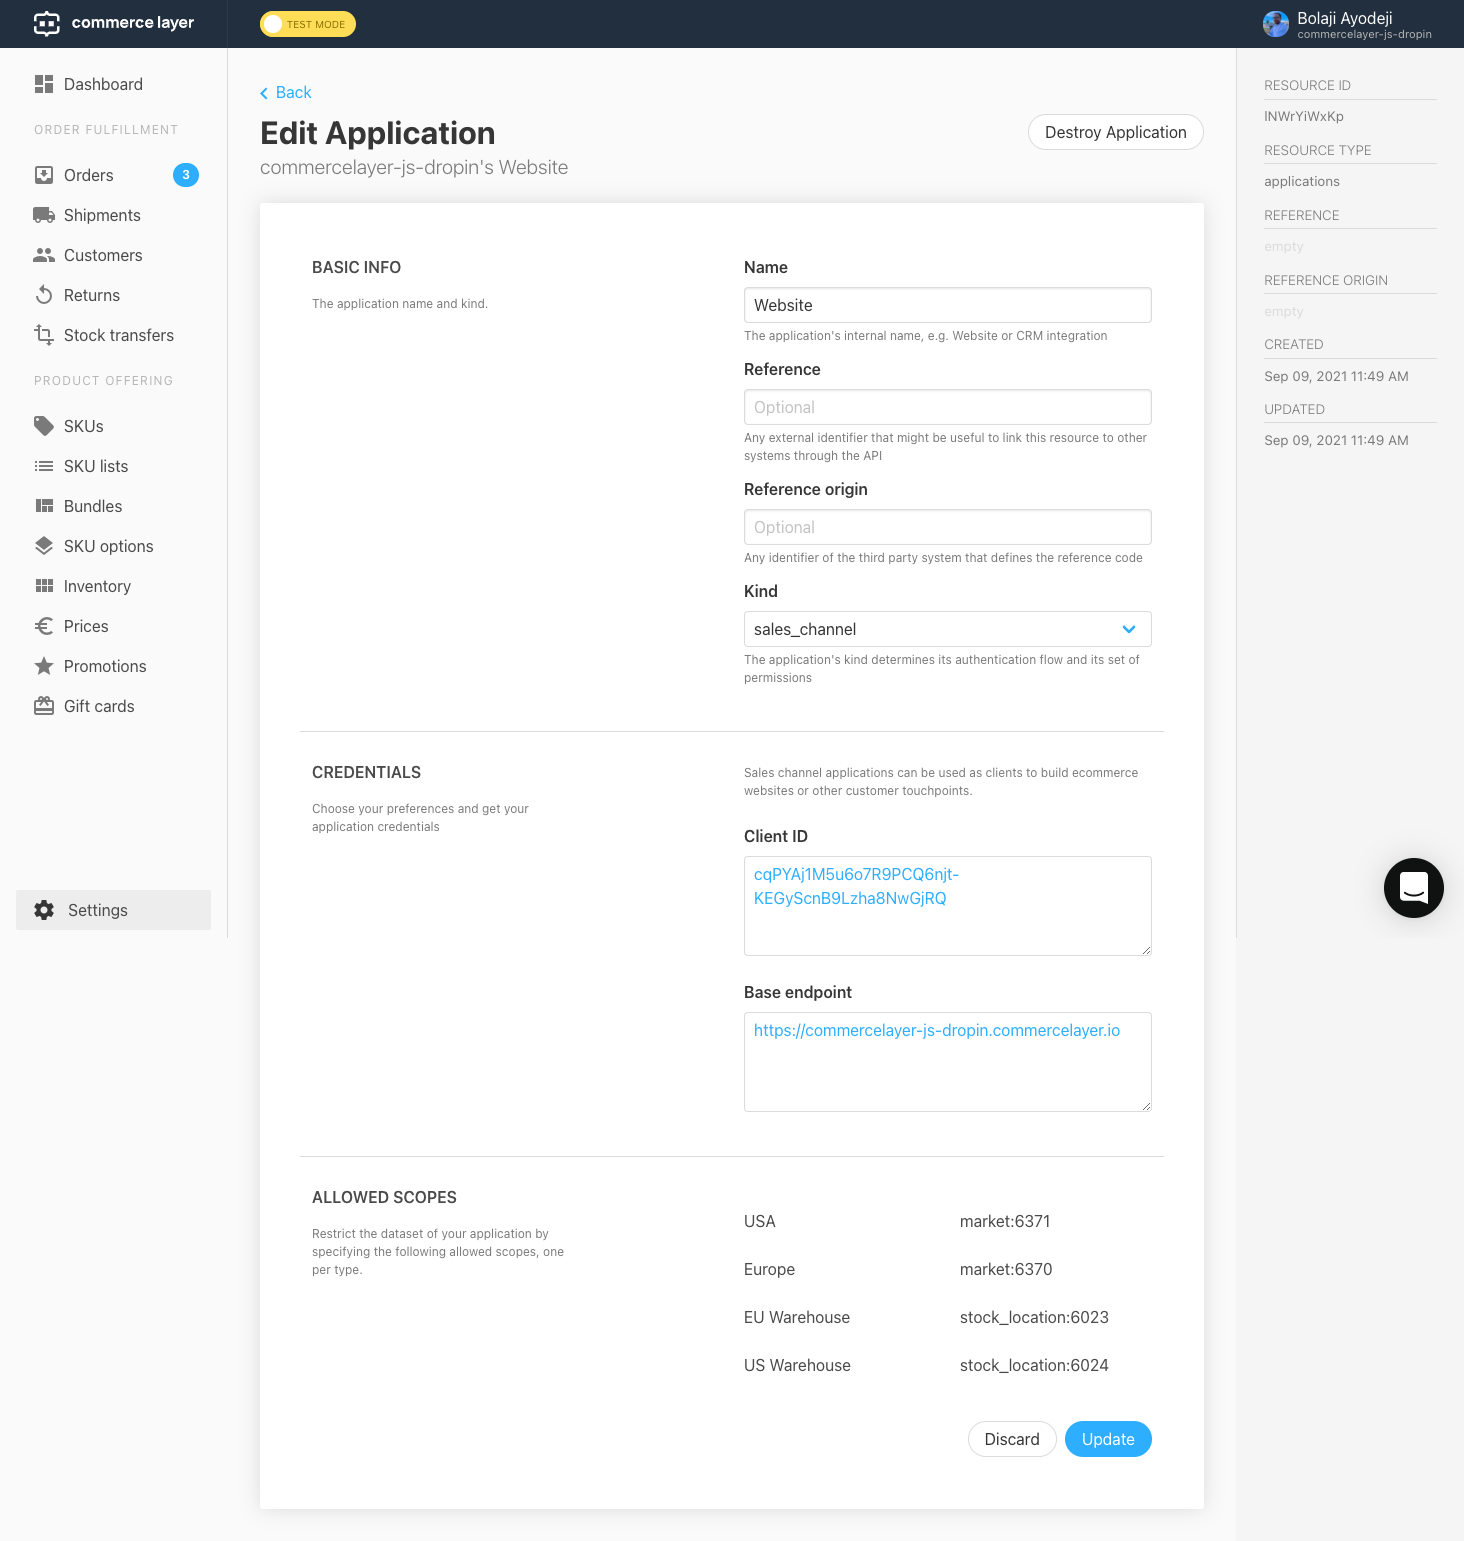 commerce layer
TEST MODE
Bolaji Ayodeji
commercelayer-js-dropin
Dashboard
ORDER FULFILLMENT
Orders 3
Shipments
Customers
Returns
Stock transfers
PRODUCT OFFERING
SKUs
SKU lists
Bundles
SKU options
Inventory
Prices
Promotions
Gift cards
Settings
Back
Edit Application
Destroy Application
commercelayer-js-dropin's Website
BASIC INFO
The application name and kind.
Name
Website
The application's internal name, e.g. Website or CRM integration
Reference
Optional
Any external identifier that might be useful to link this resource to other
systems through the API
Reference origin
Optional
Any identifier of the third party system that defines the reference code
Kind
sales_channel
The application's kind determines its authentication flow and its set of
permissions
CREDENTIALS
Choose your preferences and get your
application credentials
Sales channel applications can be used as clients to build ecommerce
websites or other customer touchpoints.
Client ID
cqPYAj1M5u6o7R9PCQ6njt-
KEGyScnB9Lzha8NwGjRQ
Base endpoint
https://commercelayer-js-dropin.commercelayer.io
ALLOWED SCOPES
Restrict the dataset of your application by
specifying the following allowed scopes, one
per type.
USA market:6371
Europe market:6370
EU Warehouse stock_location:6023
US Warehouse stock_location:6024
Discard
Update
RESOURCE ID
INWrYiWxKp
RESOURCE TYPE
applications
REFERENCE
empty
REFERENCE ORIGIN
empty
CREATED
Sep 09, 2021 11:49 AM
UPDATED
Sep 09, 2021 11:49 AM